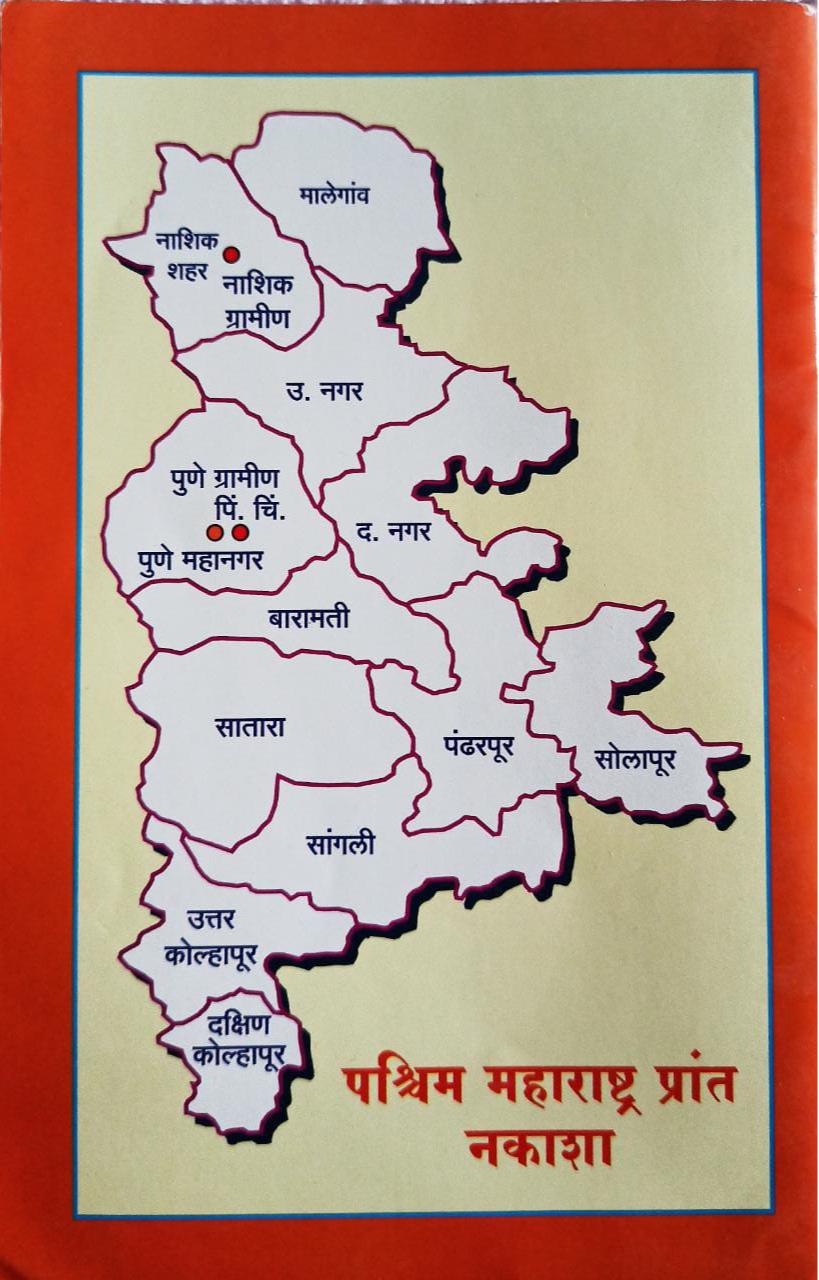 मालेगांव
नाशिक
शहर
नाशिक
ग्रामीण
उ. नगर
पुणे ग्रामीण
पिं. चिं.
पुणे महानगर
द. नगर
बारामती
सातारा
पंढरपूर
सोलापूर
सांगली
उत्तर
कोल्हापूर
दक्षिण
कोल्हापूर
पश्चिम महाराष्ट्र प्रांत
नकाशा